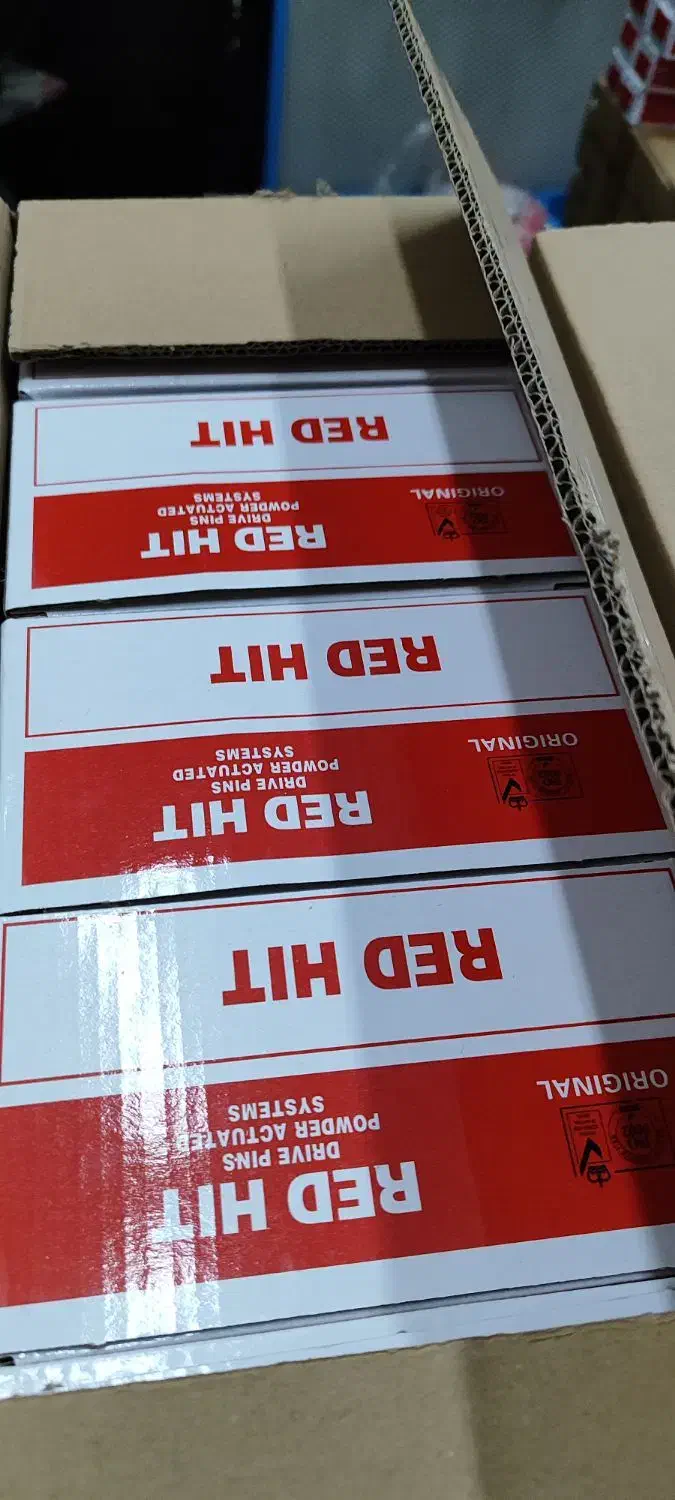 RED HIT
DRIVE PINS
POWDER ACTUATED
SYSTEMS
ORIGINAL
RED HIT
RED HIT
DRIVE PINS
POWDER ACTUATED
SYSTEMS
ORIGINAL
RED HIT
RED HIT
DRIVE PINS
POWDER ACTUATED
SYSTEMS
ORIGINAL
RED HIT